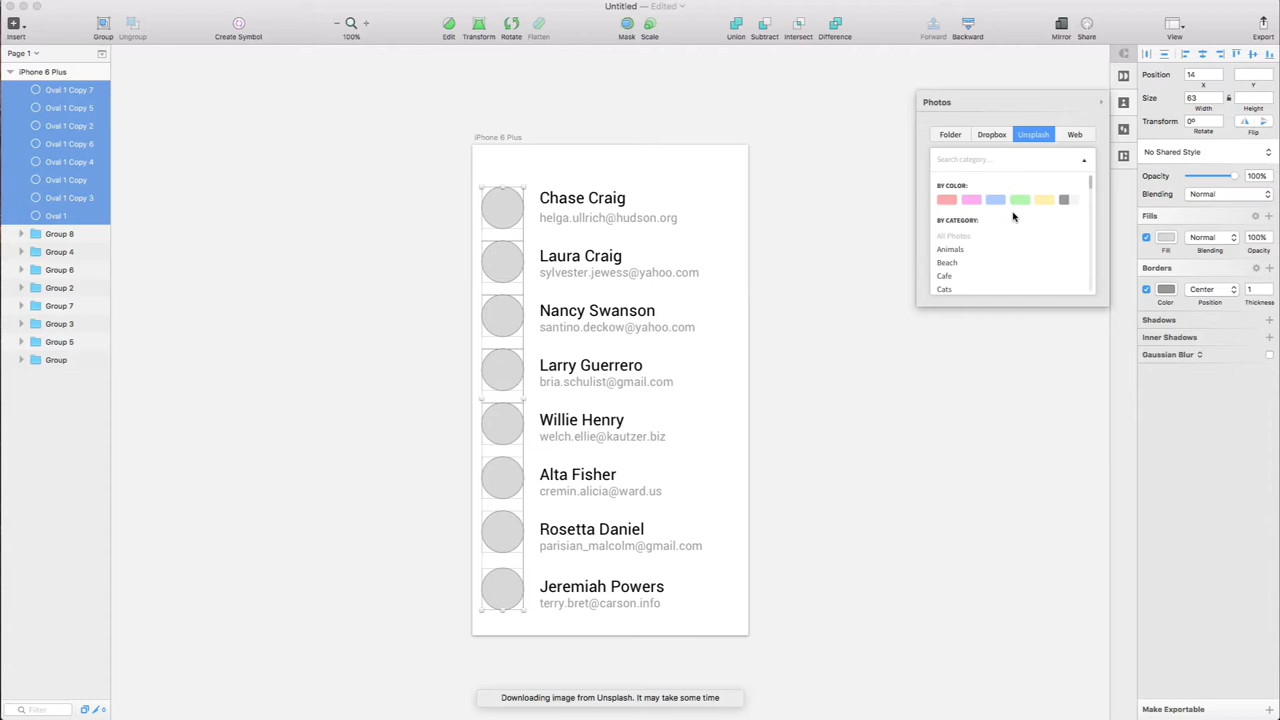 Untitled — Edited
Insert
Group
Ungroup
Create Symbol
100%
Edit
Transform
Rotate
Flatten
Mask
Scale
Union
Subtract
Intersect
Difference
Forward
Backward
Mirror
Share
View
Export
Page 1
iPhone 6 Plus
Oval 1 Copy 7
Oval 1 Copy 5
Oval 1 Copy 2
Oval 1 Copy 6
Oval 1 Copy 4
Oval 1 Copy
Oval 1 Copy 3
Oval 1
Group 8
Group 4
Group 6
Group 2
Group 7
Group 3
Group 5
Group
Filter
0
iPhone 6 Plus
Chase Craig
helga.ullrich@hudson.org
Laura Craig
sylvester.jewess@yahoo.com
Nancy Swanson
santino.deckow@yahoo.com
Larry Guerrero
bria.schulist@gmail.com
Willie Henry
welch.ellie@kautzer.biz
Alta Fisher
cremin.alicia@ward.us
Rosetta Daniel
parisian_malcolm@gmail.com
Jeremiah Powers
terry.bret@carson.info
Downloading image from Unsplash. It may take some time
Photos
Folder
Dropbox
Unsplash
Web
Search category...
BY COLOR:
BY CATEGORY:
All Photos
Animals
Beach
Cafe
Cats
Position
14
X
Y
Size
63
Width
Height
Transform
0º
Rotate
Flip
No Shared Style
Opacity
100%
Blending
Normal
Fills
Normal
100%
Fill
Blending
Opacity
Borders
Center
1
Color
Position
Thickness
Shadows
Inner Shadows
Gaussian Blur
Make Exportable